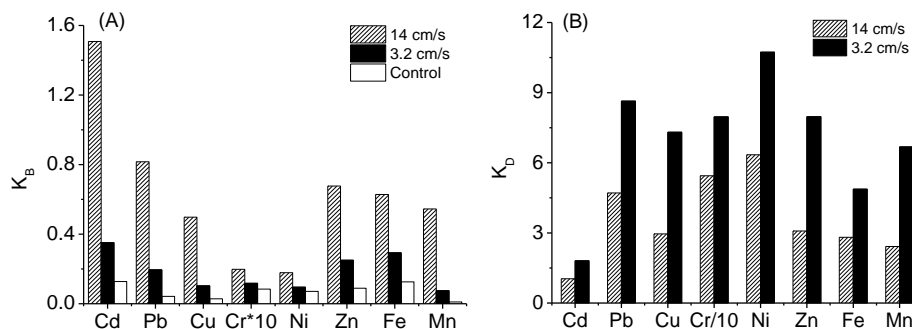 (A)
14 cm/s
3.2 cm/s
Control
K_B
1.6
1.2
0.8
0.4
0.0
Cd Pb Cu Cr*10 Ni Zn Fe Mn
(B)
14 cm/s
3.2 cm/s
K_D
12
9
6
3
0
Cd Pb Cu Cr/10 Ni Zn Fe Mn